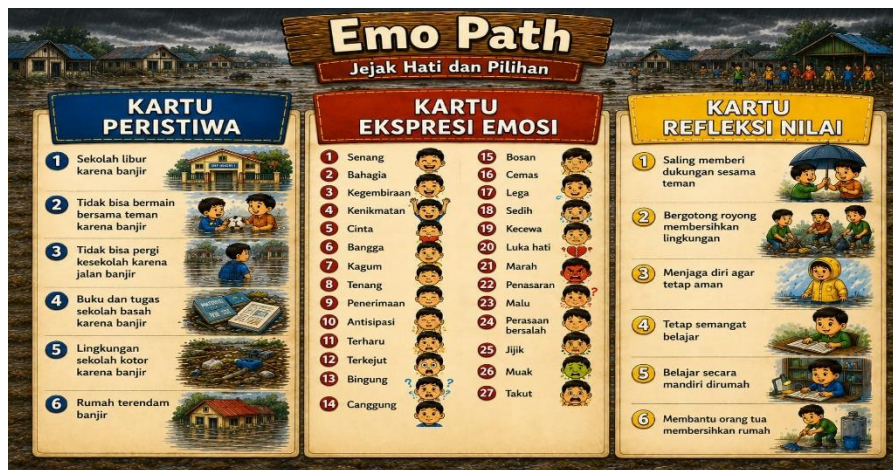 Emo Path
Jejak Hati dan Pilihan
KARTU
PERISTIWA
1 Sekolah libur
karena banjir
2 Tidak bisa bermain
bersama teman
karena banjir
3 Tidak bisa pergi
kesekolah karena
jalan banjir
4 Buku dan tugas
sekolah basah
karena banjir
5 Lingkungan
sekolah kotor
karena banjir
6 Rumah terendam
banjir
KARTU
EKSPRESI EMOSI
1 Senang
2 Bahagia
3 Kegembiraan
4 Kenikmatan
5 Cinta
6 Bangga
7 Kagum
8 Tenang
9 Penerimaan
10 Antisipasi
11 Terharu
12 Terkejut
13 Bingung
14 Canggung
15 Bosan
16 Cemas
17 Lega
18 Sedih
19 Kecewa
20 Luka hati
21 Marah
22 Penasaran
23 Malu
24 Perasaan
bersalah
25 Jijik
26 Muak
27 Takut
KARTU
REFLEKSI NILAI
1 Saling memberi
dukungan sesama
teman
2 Bergotong royong
membersihkan
lingkungan
3 Menjaga diri agar
tetap aman
4 Tetap semangat
belajar
5 Belajar secara
mandiri dirumah
6 Membantu orang tua
membersihkan rumah